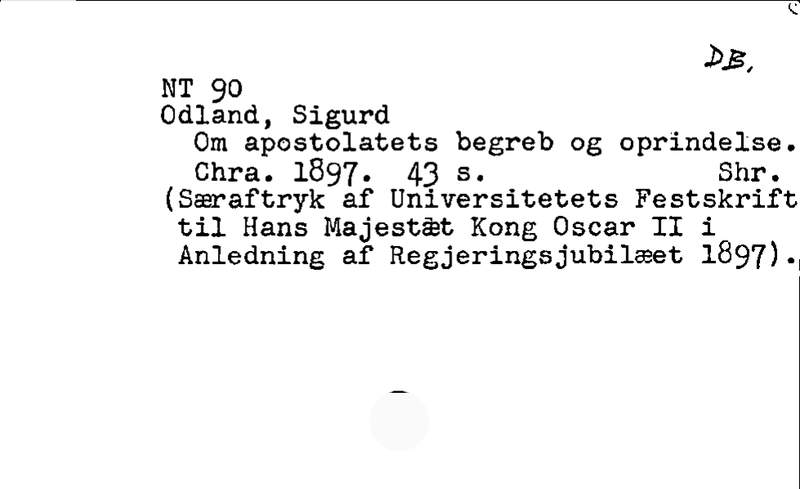 DB.
NT 90
Odland, Sigurd
Om apostolatets begreb og oprindelse.
Chra. 1897. 43 s. Shr.
(Særaftryk af Universitetets Festskrift
til Hans Majestæt Kong Oscar II i
Anledning af Regjeringsjubilæet 1897).